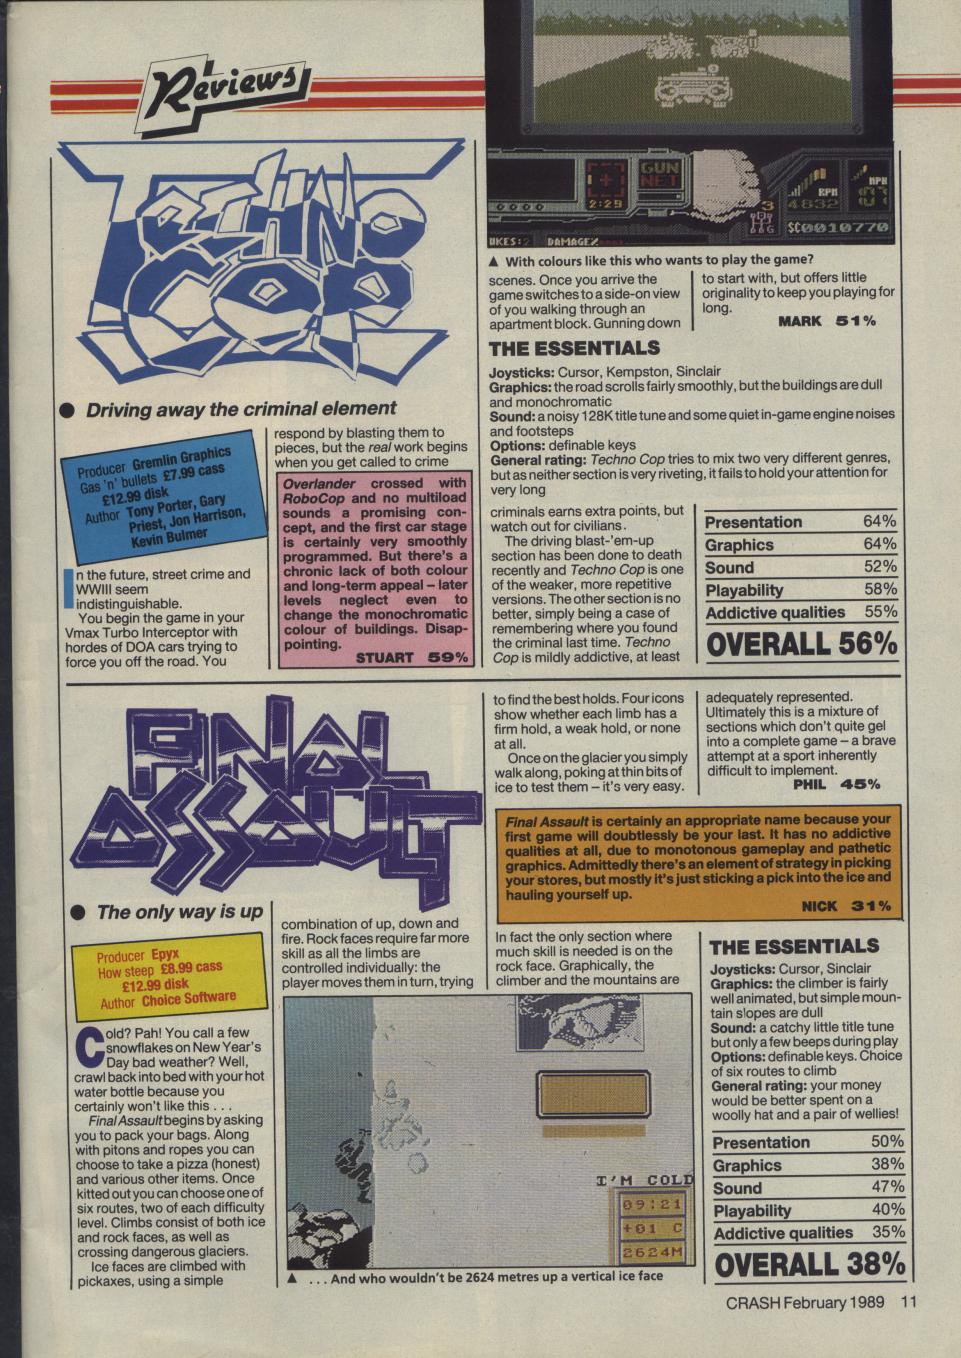 Reviews
TECHNO
COP
● Driving away the criminal element
Producer Gremlin Graphics
Gas 'n' bullets £7.99 cass
£12.99 disk
Author Tony Porter, Gary
Priest, Jon Harrison,
Kevin Bulmer
In the future, street crime and
WWIII seem
indistinguishable.
You begin the game in your
Vmax Turbo Interceptor with
hordes of DOA cars trying to
force you off the road. You
respond by blasting them to
pieces, but the real work begins
when you get called to crime
Overlander crossed with
RoboCop and no multiload
sounds a promising con-
cept, and the first car stage
is certainly very smoothly
programmed. But there's a
chronic lack of both colour
and long-term appeal – later
levels neglect even to
change the monochromatic
colour of buildings. Disap-
pointing.
STUART 59%
GUN
NET
2:29
3
RPM
4832
MPH
$C0010770
UKES:2 DAMAGE%
▲ With colours like this who wants to play the game?
scenes. Once you arrive the
game switches to a side-on view
of you walking through an
apartment block. Gunning down
to start with, but offers little
originality to keep you playing for
long.
MARK 51%
THE ESSENTIALS
Joysticks: Cursor, Kempston, Sinclair
Graphics: the road scrolls fairly smoothly, but the buildings are dull
and monochromatic
Sound: a noisy 128K title tune and some quiet in-game engine noises
and footsteps
Options: definable keys
General rating: Techno Cop tries to mix two very different genres,
but as neither section is very riveting, it fails to hold your attention for
very long
criminals earns extra points, but
watch out for civilians.
The driving blast-'em-up
section has been done to death
recently and Techno Cop is one
of the weaker, more repetitive
versions. The other section is no
better, simply being a case of
remembering where you found
the criminal last time. Techno
Cop is mildly addictive, at least
Presentation 64%
Graphics 64%
Sound 52%
Playability 58%
Addictive qualities 55%
OVERALL 56%
FINAL
ASSAULT
● The only way is up
Producer Epyx
How steep £8.99 cass
£12.99 disk
Author Choice Software
Cold? Pah! You call a few
snowflakes on New Year's
Day bad weather? Well,
crawl back into bed with your hot
water bottle because you
certainly won't like this . . .
Final Assault begins by asking
you to pack your bags. Along
with pitons and ropes you can
choose to take a pizza (honest)
and various other items. Once
kitted out you can choose one of
six routes, two of each difficulty
level. Climbs consist of both ice
and rock faces, as well as
crossing dangerous glaciers.
Ice faces are climbed with
pickaxes, using a simple
combination of up, down and
fire. Rock faces require far more
skill as all the limbs are
controlled individually: the
player moves them in turn, trying
to find the best holds. Four icons
show whether each limb has a
firm hold, a weak hold, or none
at all.
Once on the glacier you simply
walk along, poking at thin bits of
ice to test them – it's very easy.
In fact the only section where
much skill is needed is on the
rock face. Graphically, the
climber and the mountains are
adequately represented.
Ultimately this is a mixture of
sections which don't quite gel
into a complete game – a brave
attempt at a sport inherently
difficult to implement.
PHIL 45%
Final Assault is certainly an appropriate name because your
first game will doubtlessly be your last. It has no addictive
qualities at all, due to monotonous gameplay and pathetic
graphics. Admittedly there's an element of strategy in picking
your stores, but mostly it's just sticking a pick into the ice and
hauling yourself up.
NICK 31%
I'M COLD
09:21
+01 C
2624M
▲ . . . And who wouldn't be 2624 metres up a vertical ice face
THE ESSENTIALS
Joysticks: Cursor, Sinclair
Graphics: the climber is fairly
well animated, but simple moun-
tain slopes are dull
Sound: a catchy little title tune
but only a few beeps during play
Options: definable keys. Choice
of six routes to climb
General rating: your money
would be better spent on a
woolly hat and a pair of wellies!
Presentation 50%
Graphics 38%
Sound 47%
Playability 40%
Addictive qualities 35%
OVERALL 38%
CRASH February 1989 11